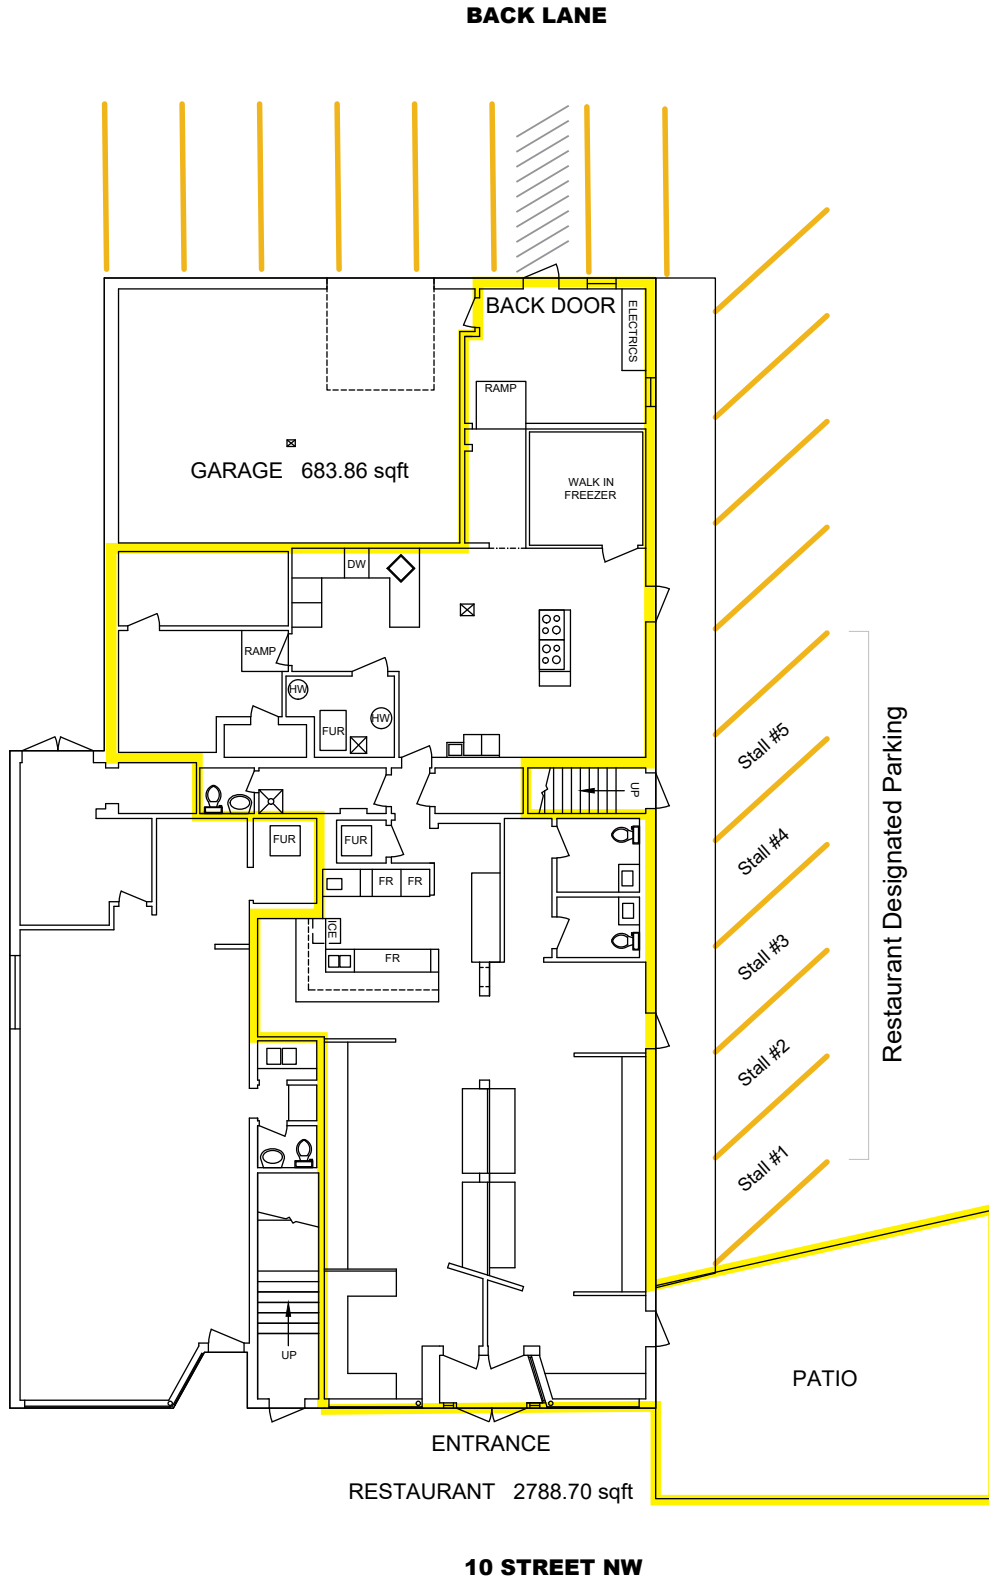 BACK LANE
BACK DOOR
ELECTRICS
RAMP
GARAGE 683.86 sqft
WALK IN
FREEZER
DW
RAMP
HW
HW
FUR
Stall #5
UP
FUR
FUR
Stall #4
FR
FR
Restaurant Designated Parking
ICE
FR
Stall #3
Stall #2
Stall #1
UP
PATIO
ENTRANCE
RESTAURANT 2788.70 sqft
10 STREET NW